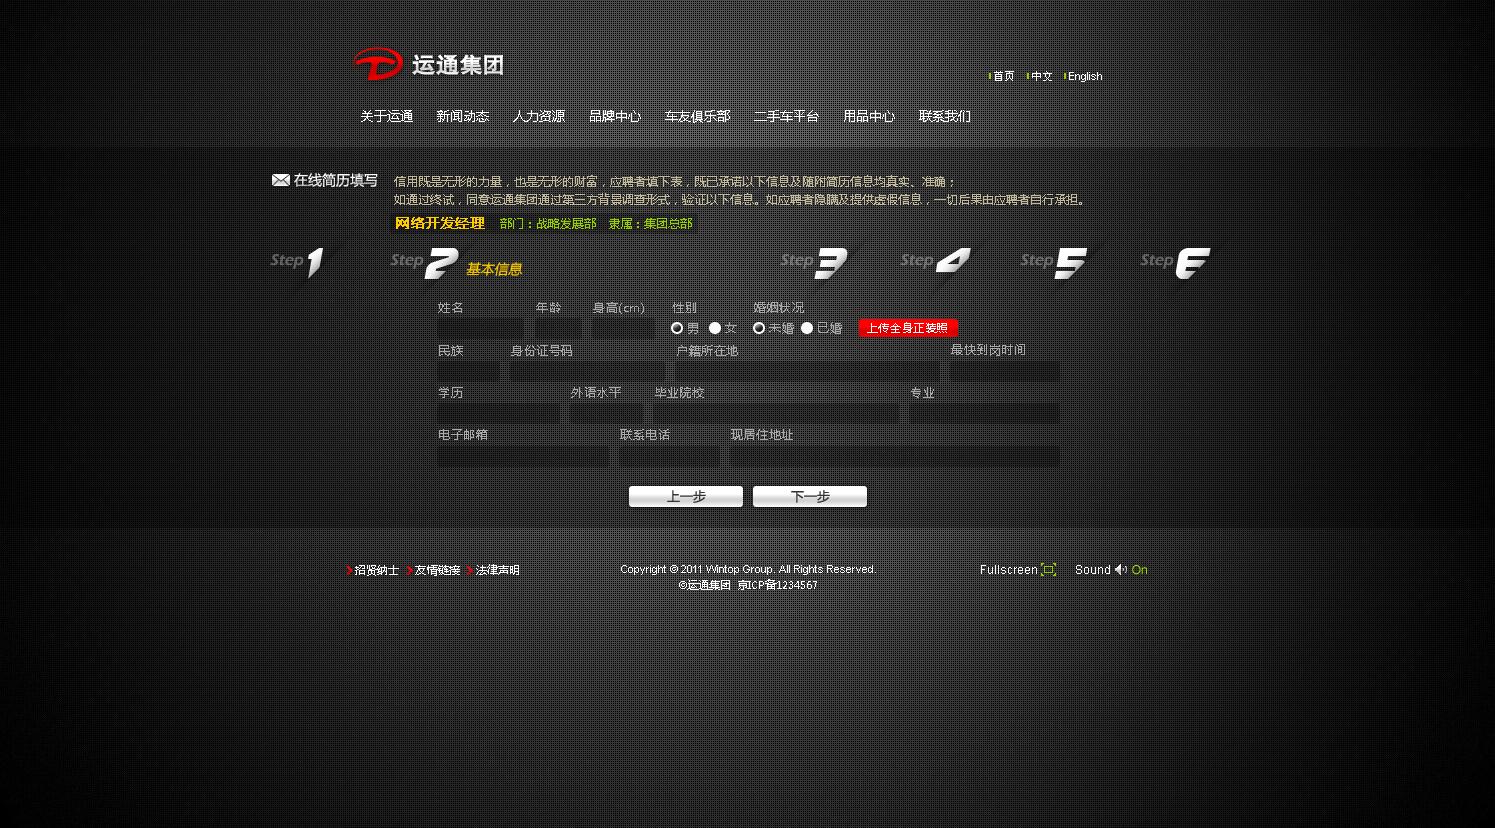 运通集团
首页 中文 English
关于运通 新闻动态 人力资源 品牌中心 车友俱乐部 二手车平台 用品中心 联系我们
在线简历填写
信用既是无形的力量，也是无形的财富，应聘者填下表，既已承诺以下信息及随附简历信息均真实、准确；
如通过终试，同意运通集团通过第三方背景调查形式，验证以下信息。如应聘者隐瞒及提供虚假信息，一切后果由应聘者自行承担。
网络开发经理 部门：战略发展部 隶属：集团总部
Step 1 Step 2 基本信息 Step 3 Step 4 Step 5 Step 6
姓名 年龄 身高(cm) 性别 婚姻状况
男 女 未婚 已婚 上传全身正装照
民族 身份证号码 户籍所在地 最快到岗时间
学历 外语水平 毕业院校 专业
电子邮箱 联系电话 现居住地址
上一步 下一步
招贤纳士 友情链接 法律声明 Copyright © 2011 Wintop Group. All Rights Reserved. Fullscreen Sound On
©运通集团 京ICP备1234567